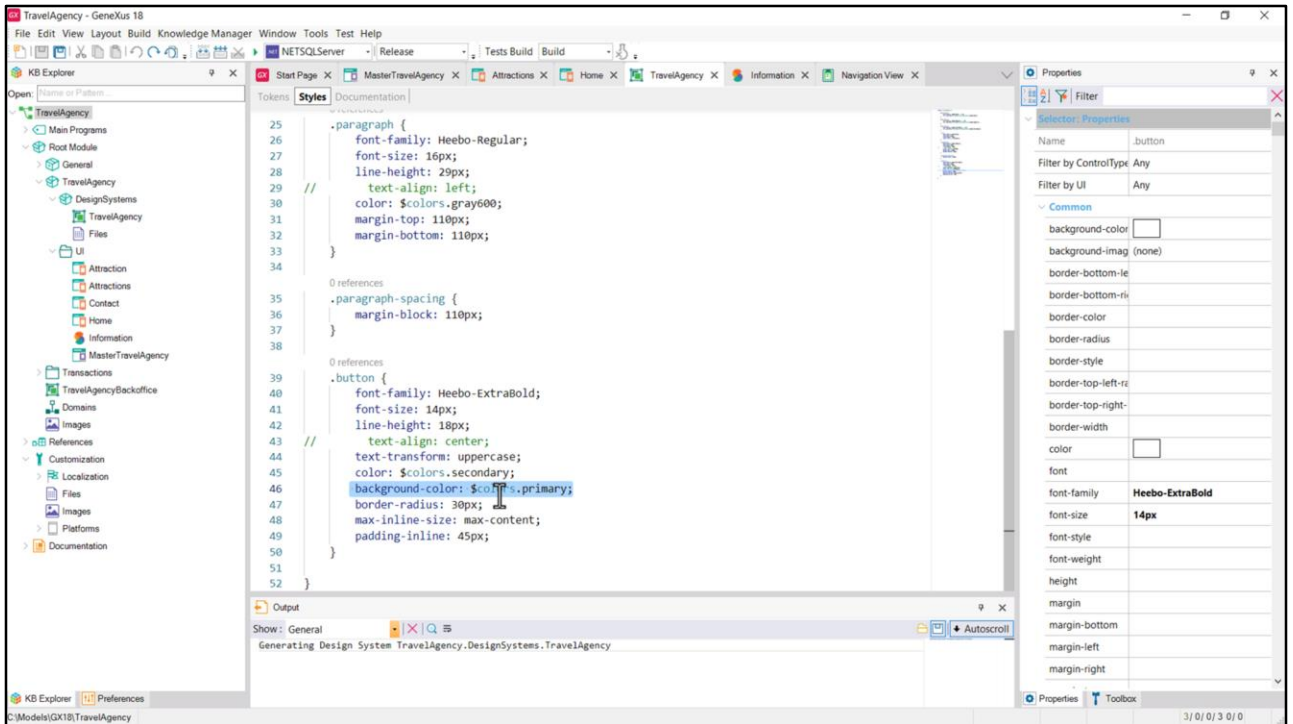 TravelAgency - GeneXus 18
File Edit View Layout Build Knowledge Manager Window Tools Test Help
NETSQLServer Release Tests Build Build
KB Explorer
Open: Name or Pattern...
TravelAgency
Main Programs
Root Module
General
TravelAgency
DesignSystems
TravelAgency
Files
UI
Attraction
Attractions
Contact
Home
Information
MasterTravelAgency
Transactions
TravelAgencyBackoffice
Domains
Images
References
Customization
Localization
Files
Images
Platforms
Documentation
KB Explorer Preferences
Start Page MasterTravelAgency Attractions Home TravelAgency Information Navigation View
Tokens Styles Documentation
25 .paragraph {
26 font-family: Heebo-Regular;
27 font-size: 16px;
28 line-height: 29px;
29 // text-align: left;
30 color: $colors.gray600;
31 margin-top: 110px;
32 margin-bottom: 110px;
33 }
34
0 references
35 .paragraph-spacing {
36 margin-block: 110px;
37 }
38
0 references
39 .button {
40 font-family: Heebo-ExtraBold;
41 font-size: 14px;
42 line-height: 18px;
43 // text-align: center;
44 text-transform: uppercase;
45 color: $colors.secondary;
46 background-color: $colors.primary;
47 border-radius: 30px;
48 max-inline-size: max-content;
49 padding-inline: 45px;
50 }
51
52 }
Output
Show: General Autoscroll
Generating Design System TravelAgency.DesignSystems.TravelAgency
Properties
Filter
Selector: Properties
Name .button
Filter by ControlType Any
Filter by UI Any
Common
background-color
background-imag (none)
border-bottom-le
border-bottom-ri
border-color
border-radius
border-style
border-top-left-ra
border-top-right-
border-width
color
font
font-family Heebo-ExtraBold
font-size 14px
font-style
font-weight
height
margin
margin-bottom
margin-left
margin-right
Properties Toolbox
C:\Models\GX18\TravelAgency 3/ 0/ 0/ 3 0/ 0